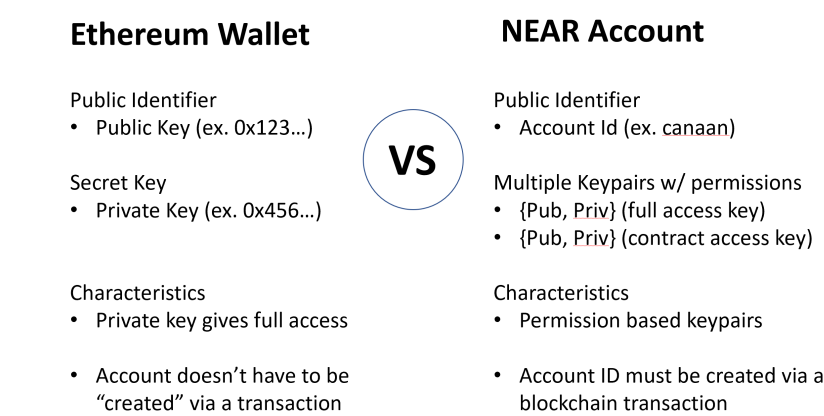 Ethereum Wallet
Public Identifier
• Public Key (ex. 0x123…)
Secret Key
• Private Key (ex. 0x456…)
Characteristics
• Private key gives full access
• Account doesn’t have to be
“created” via a transaction
VS
NEAR Account
Public Identifier
• Account Id (ex. canaan)
Multiple Keypairs w/ permissions
• {Pub, Priv} (full access key)
• {Pub, Priv} (contract access key)
Characteristics
• Permission based keypairs
• Account ID must be created via a
blockchain transaction